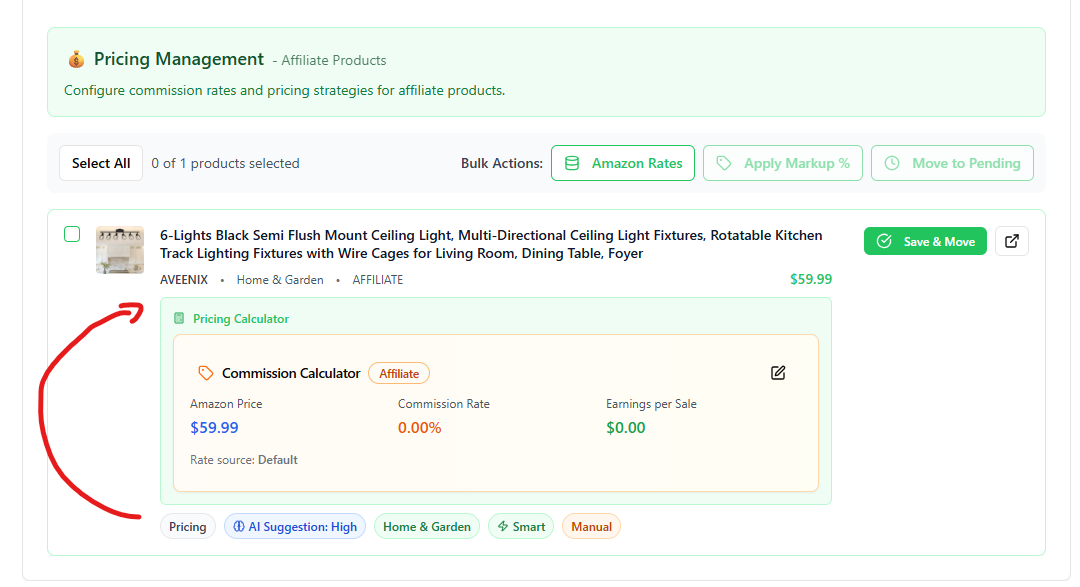 Pricing Management - Affiliate Products
Configure commission rates and pricing strategies for affiliate products.
Select All 0 of 1 products selected Bulk Actions: Amazon Rates Apply Markup % Move to Pending
6-Lights Black Semi Flush Mount Ceiling Light, Multi-Directional Ceiling Light Fixtures, Rotatable Kitchen
Track Lighting Fixtures with Wire Cages for Living Room, Dining Table, Foyer
Save & Move
AVEENIX • Home & Garden • AFFILIATE $59.99
Pricing Calculator
Commission Calculator Affiliate
Amazon Price Commission Rate Earnings per Sale
$59.99 0.00% $0.00
Rate source: Default
Pricing AI Suggestion: High Home & Garden Smart Manual